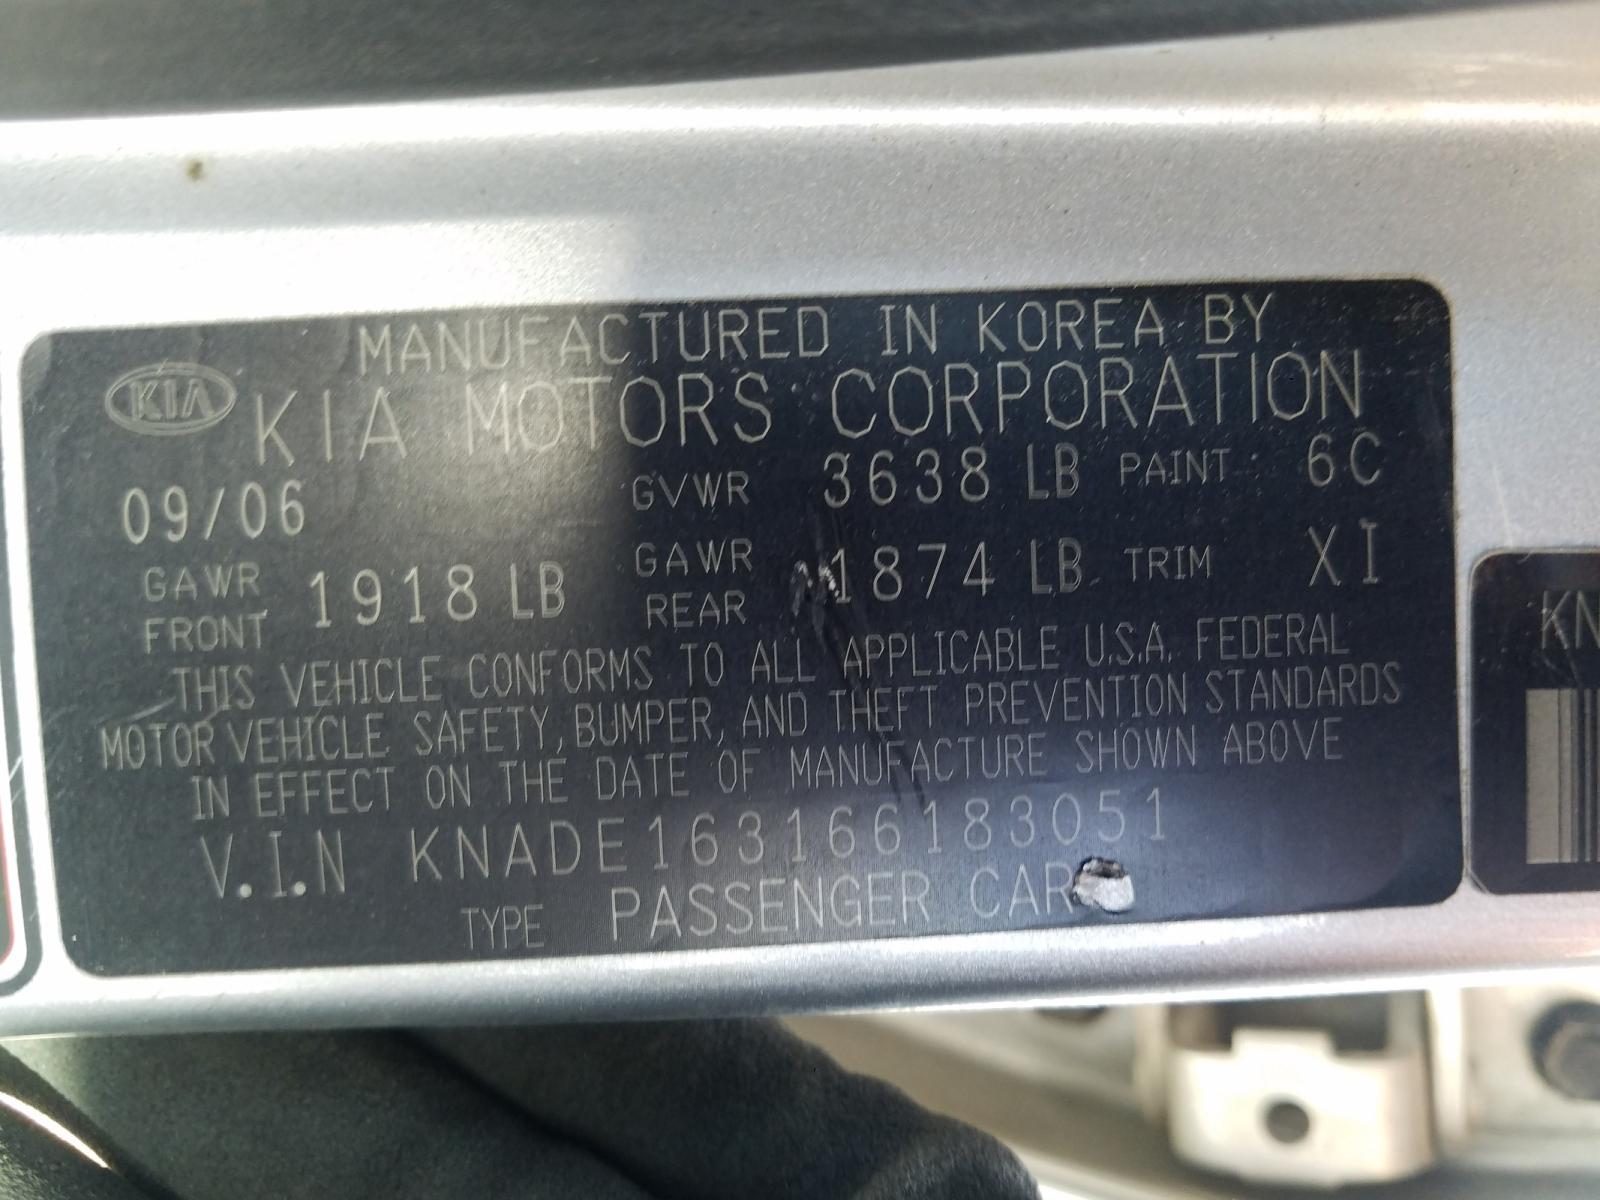 MANUFACTURED IN KOREA BY
KIA KIA MOTORS CORPORATION
09/06 GVWR 3638 LB PAINT 6C
GAWR FRONT 1918 LB GAWR REAR 1874 LB TRIM XI
THIS VEHICLE CONFORMS TO ALL APPLICABLE U.S.A. FEDERAL
MOTOR VEHICLE SAFETY, BUMPER, AND THEFT PREVENTION STANDARDS
IN EFFECT ON THE DATE OF MANUFACTURE SHOWN ABOVE
V.I.N KNADE163166183051
TYPE PASSENGER CAR
KN